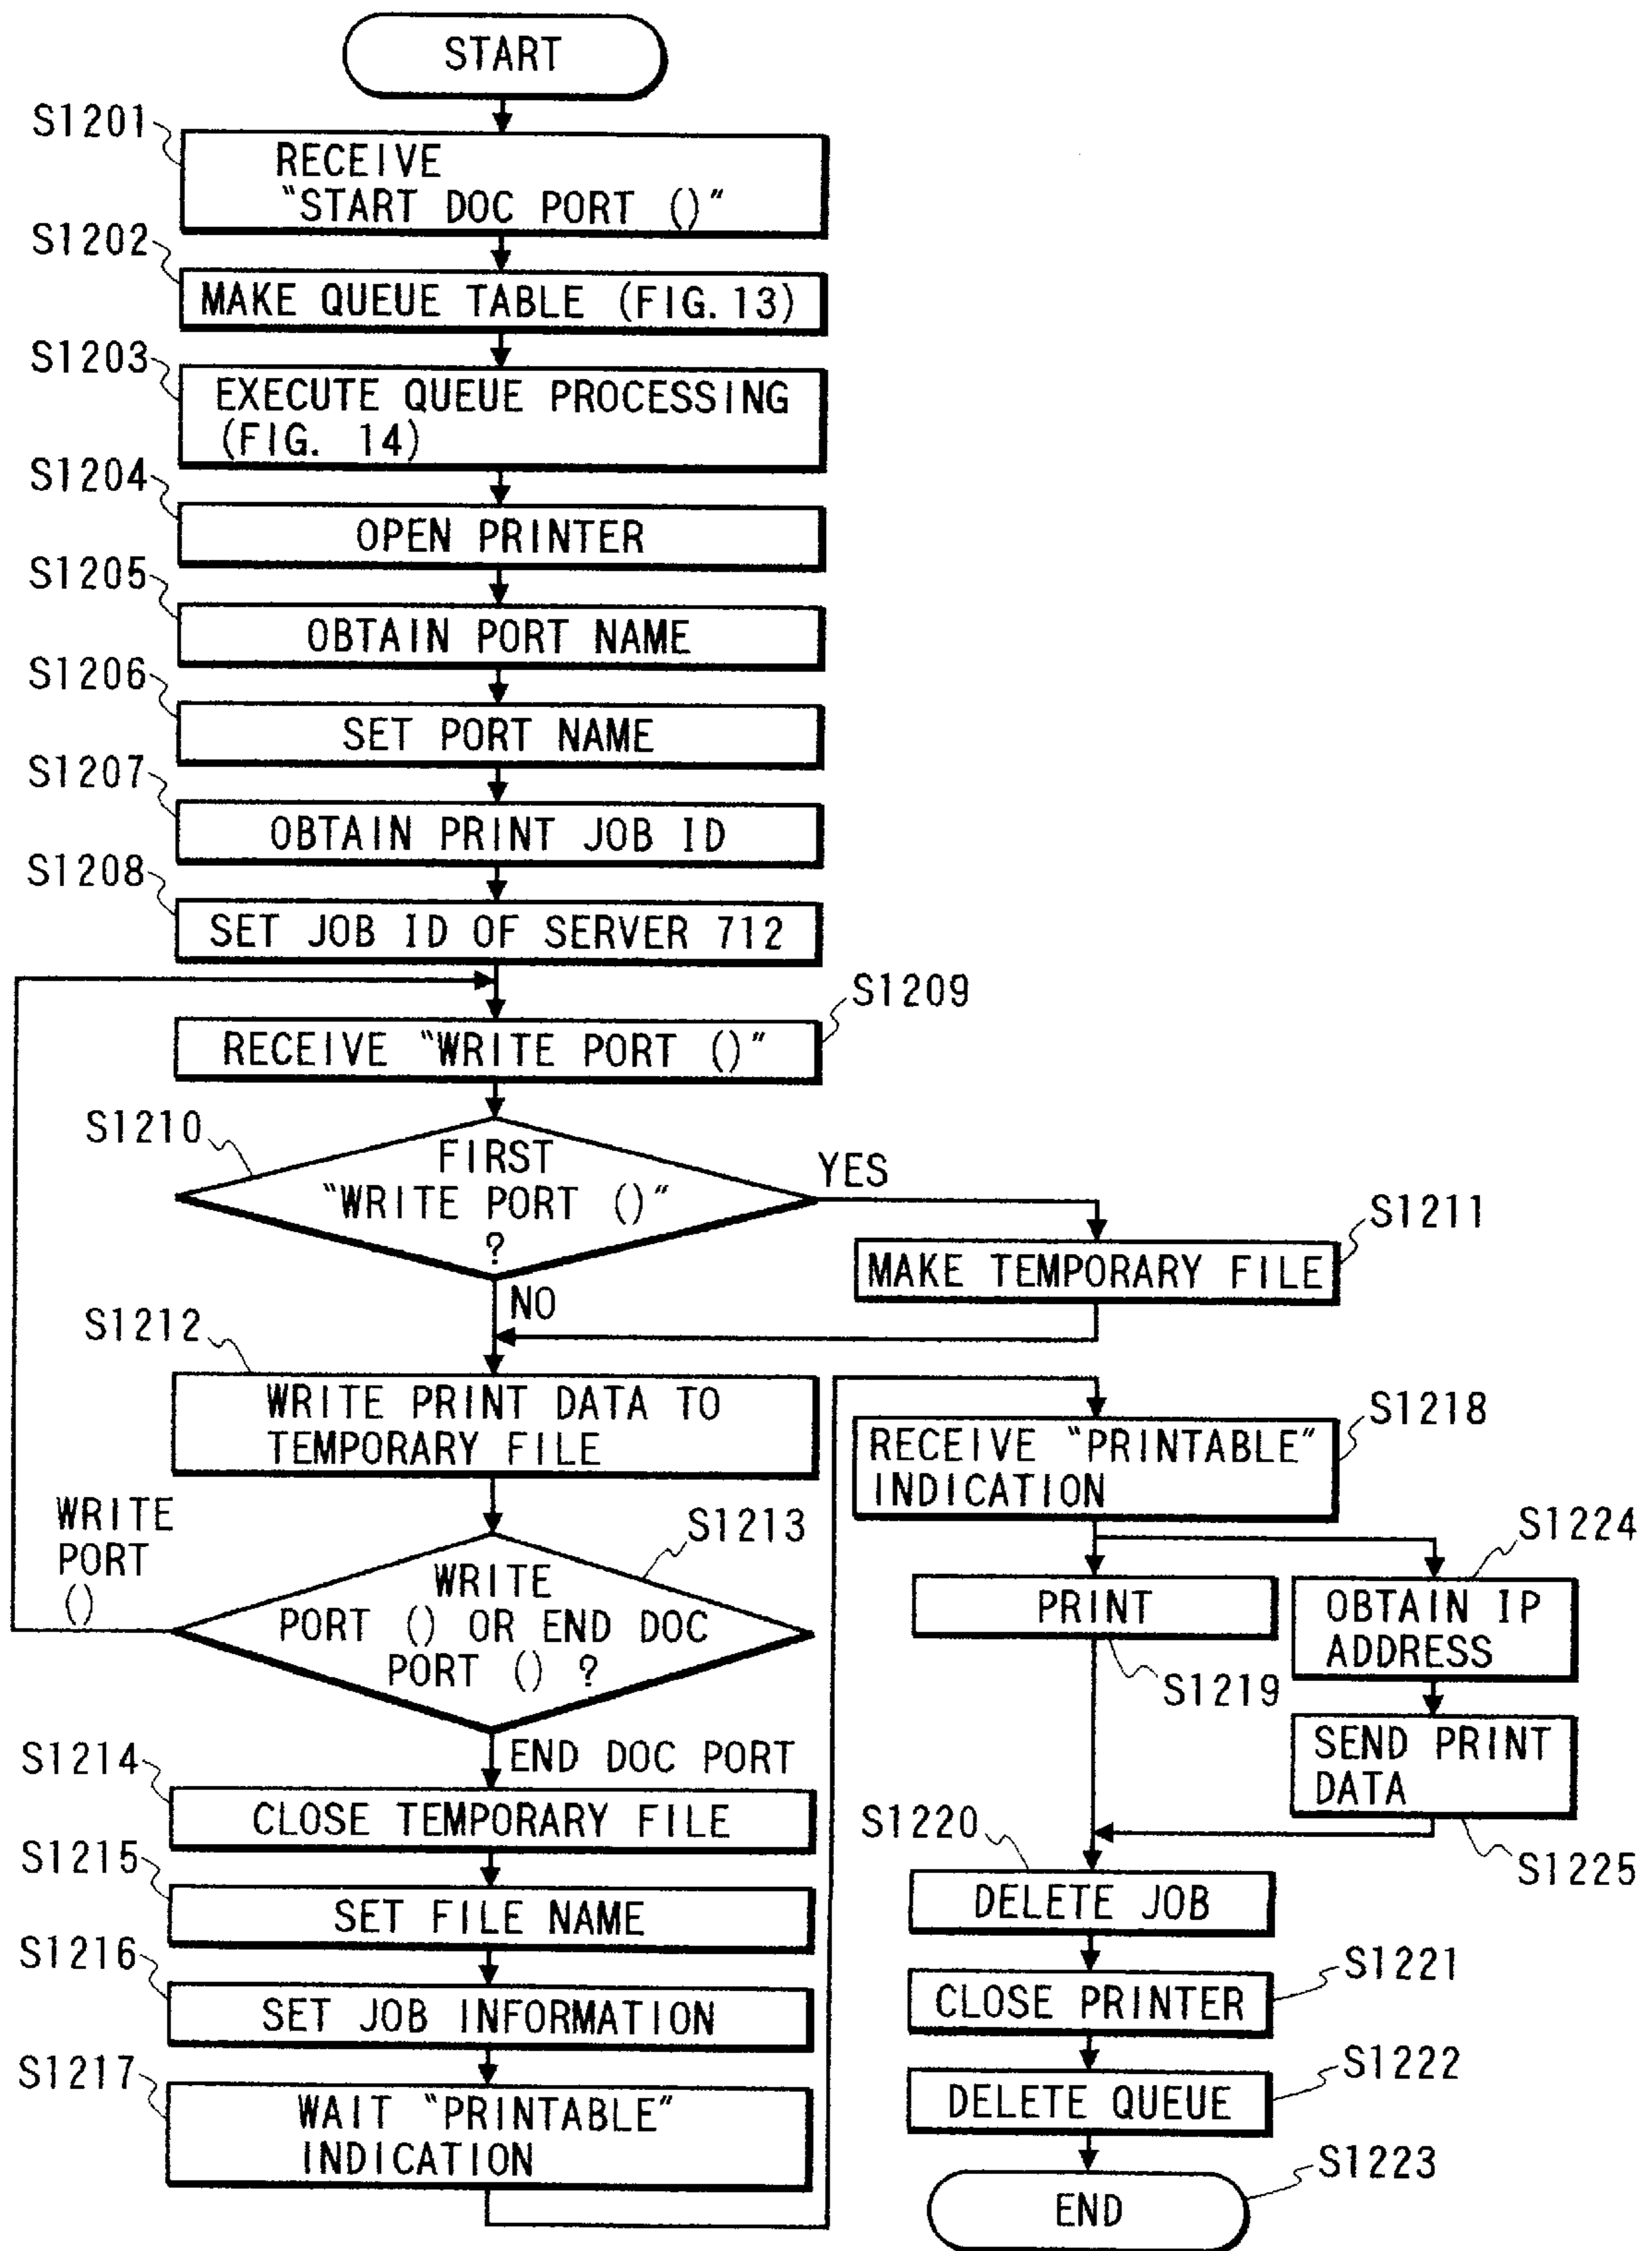 START
S1201
RECEIVE
"START DOC PORT ()"
S1202
MAKE QUEUE TABLE (FIG.13)
S1203
EXECUTE QUEUE PROCESSING
(FIG. 14)
S1204
OPEN PRINTER
S1205
OBTAIN PORT NAME
S1206
SET PORT NAME
S1207
OBTAIN PRINT JOB ID
S1208
SET JOB ID OF SERVER 712
S1209
RECEIVE "WRITE PORT ()"
S1210
FIRST
"WRITE PORT ()"
?
YES
S1211
MAKE TEMPORARY FILE
NO
S1212
WRITE PRINT DATA TO
TEMPORARY FILE
WRITE
PORT
()
S1213
WRITE
PORT () OR END DOC
PORT () ?
END DOC PORT
S1214
CLOSE TEMPORARY FILE
S1215
SET FILE NAME
S1216
SET JOB INFORMATION
S1217
WAIT "PRINTABLE"
INDICATION
S1218
RECEIVE "PRINTABLE"
INDICATION
S1224
PRINT
S1219
OBTAIN IP
ADDRESS
SEND PRINT
DATA
S1225
S1220
DELETE JOB
S1221
CLOSE PRINTER
S1222
DELETE QUEUE
S1223
END